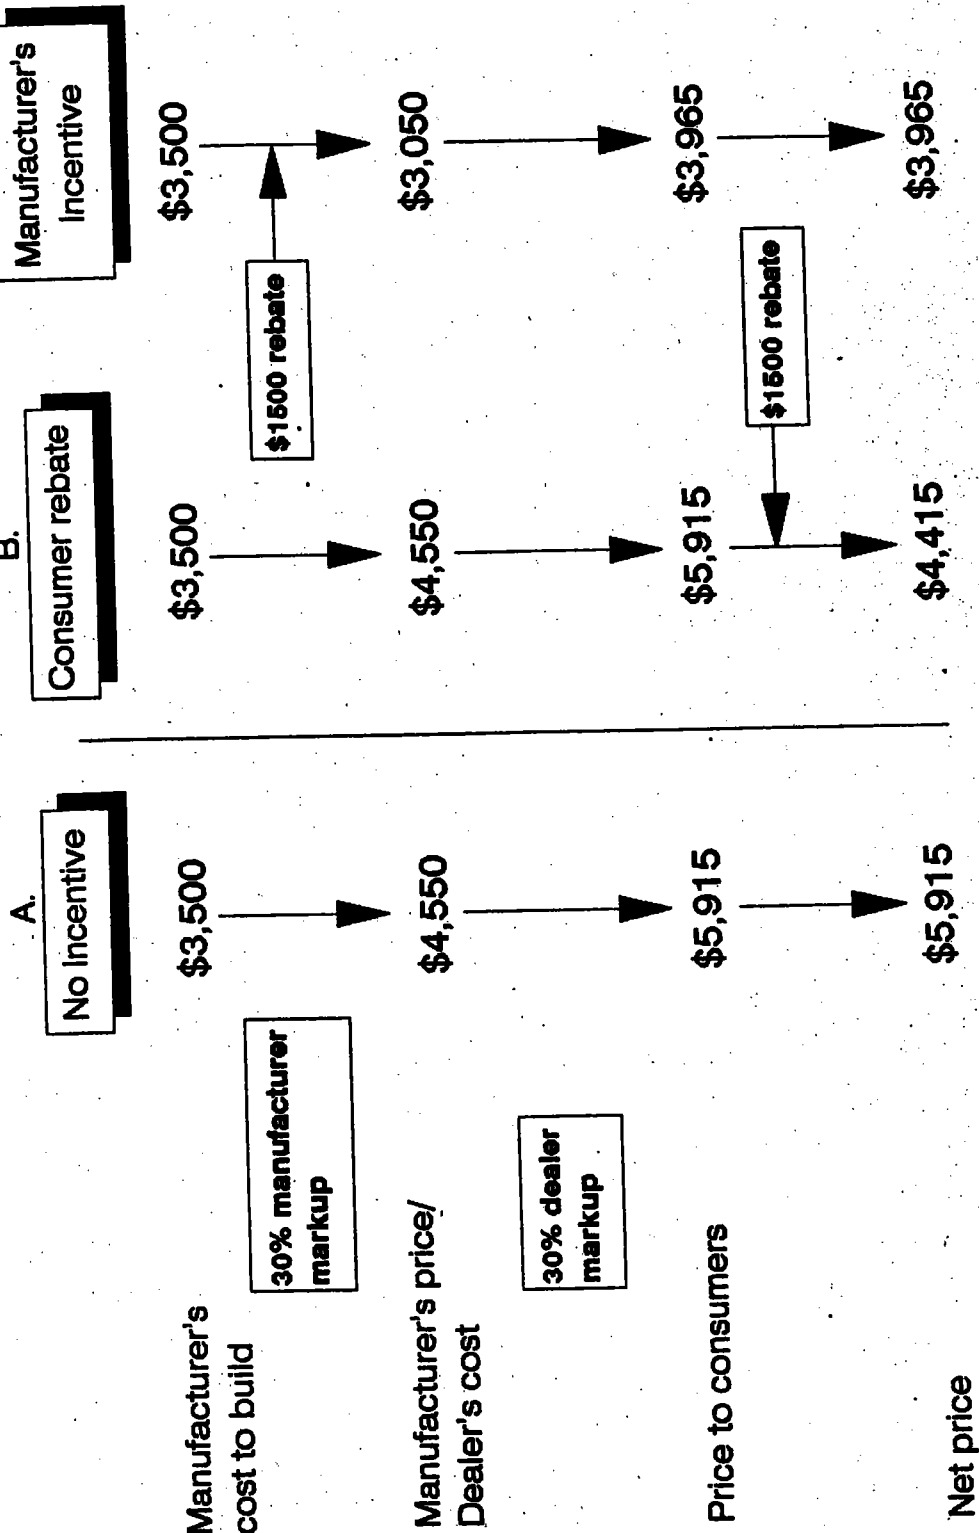 A.
B.
No Incentive
Consumer rebate
Manufacturer's
Incentive
Manufacturer's
cost to build
$3,500
$3,500
$3,500
30% manufacturer
markup
$1500 rebate
Manufacturer's price/
Dealer's cost
$4,550
$4,550
$3,050
30% dealer
markup
Price to consumers
$5,915
$5,915
$3,965
$1500 rebate
Net price
$5,915
$4,415
$3,965